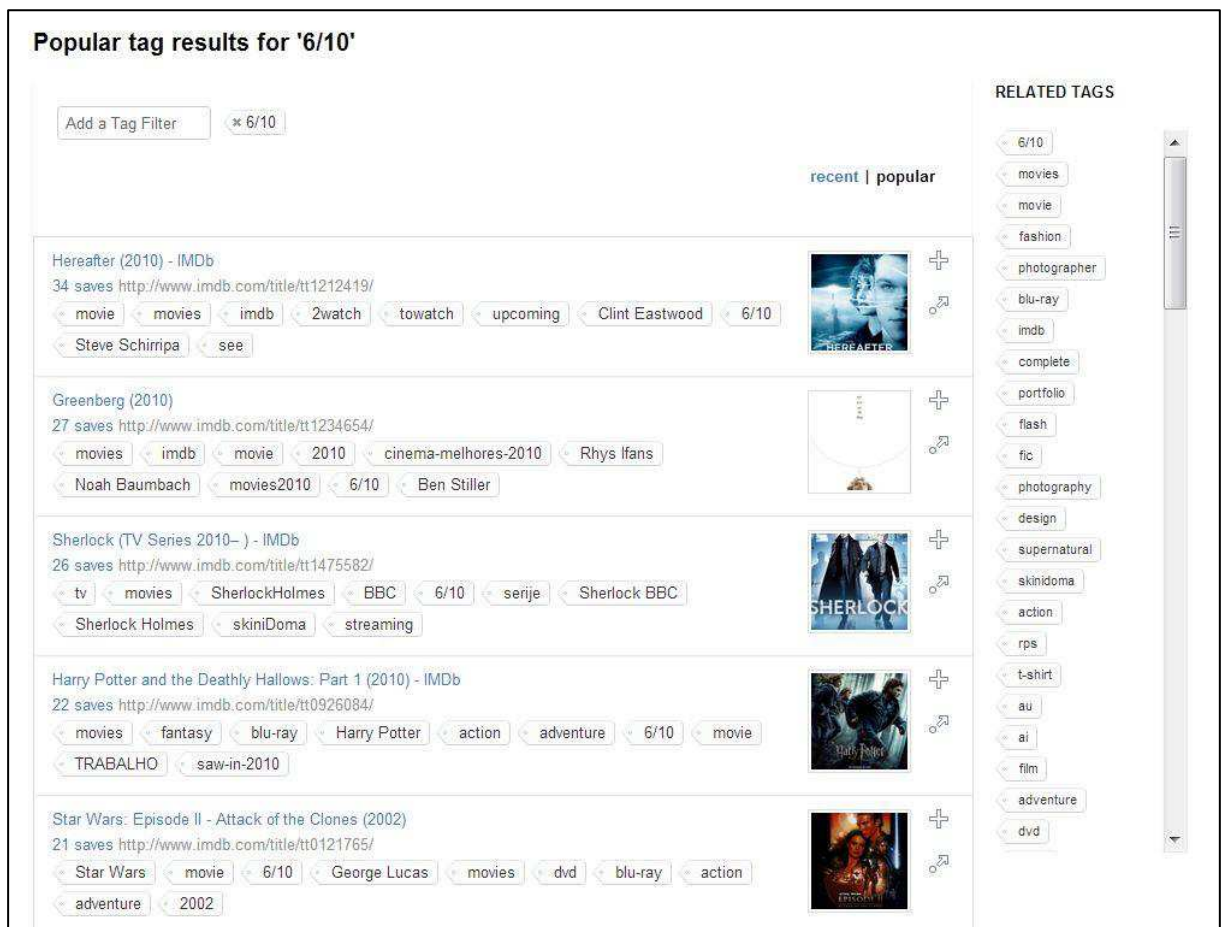 Popular tag results for '6/10'
Add a Tag Filter
✖ 6/10
recent | popular
Hereafter (2010) - IMDb
34 saves http://www.imdb.com/title/tt1212419/
movie movies imdb 2watch towatch upcoming Clint Eastwood 6/10
Steve Schirripa see
HEREAFTER
Greenberg (2010)
27 saves http://www.imdb.com/title/tt1234654/
movies imdb movie 2010 cinema-melhores-2010 Rhys Ifans
Noah Baumbach movies2010 6/10 Ben Stiller
Sherlock (TV Series 2010– ) - IMDb
26 saves http://www.imdb.com/title/tt1475582/
tv movies SherlockHolmes BBC 6/10 serije Sherlock BBC
Sherlock Holmes skiniDoma streaming
SHERLOCK
Harry Potter and the Deathly Hallows: Part 1 (2010) - IMDb
22 saves http://www.imdb.com/title/tt0926084/
movies fantasy blu-ray Harry Potter action adventure 6/10 movie
TRABALHO saw-in-2010
Harry Potter
Star Wars: Episode II - Attack of the Clones (2002)
21 saves http://www.imdb.com/title/tt0121765/
Star Wars movie 6/10 George Lucas movies dvd blu-ray action
adventure 2002
EPISODE II
RELATED TAGS
6/10
movies
movie
fashion
photographer
blu-ray
imdb
complete
portfolio
flash
fic
photography
design
supernatural
skinidoma
action
rps
t-shirt
au
ai
film
adventure
dvd